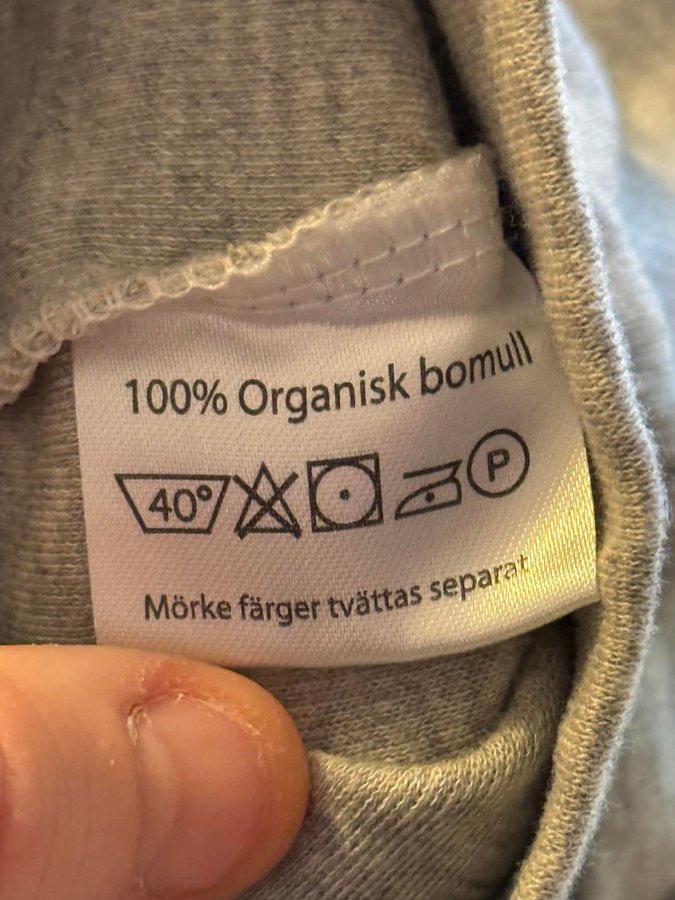 100% Organisk bomull
40° P
Mörke färger tvättas separat